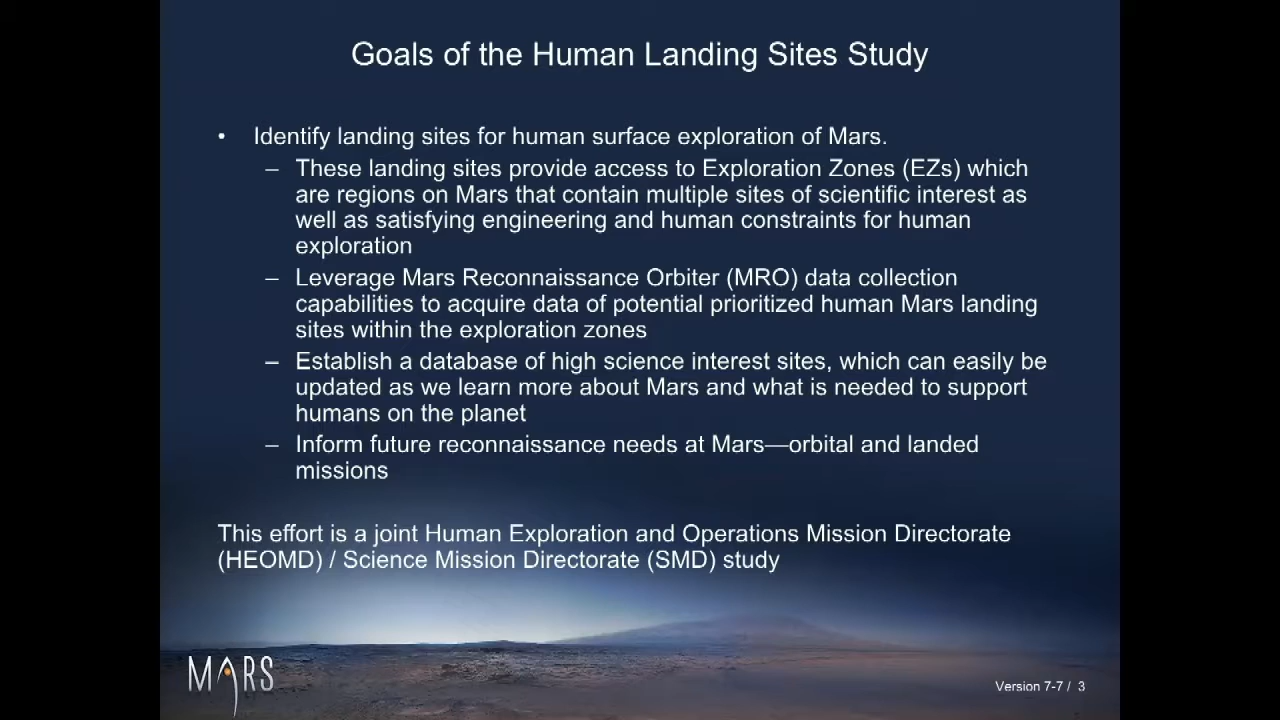 Goals of the Human Landing Sites Study
• Identify landing sites for human surface exploration of Mars.
– These landing sites provide access to Exploration Zones (EZs) which
are regions on Mars that contain multiple sites of scientific interest as
well as satisfying engineering and human constraints for human
exploration
– Leverage Mars Reconnaissance Orbiter (MRO) data collection
capabilities to acquire data of potential prioritized human Mars landing
sites within the exploration zones
– Establish a database of high science interest sites, which can easily be
updated as we learn more about Mars and what is needed to support
humans on the planet
– Inform future reconnaissance needs at Mars—orbital and landed
missions
This effort is a joint Human Exploration and Operations Mission Directorate
(HEOMD) / Science Mission Directorate (SMD) study
MARS
Version 7-7 / 3